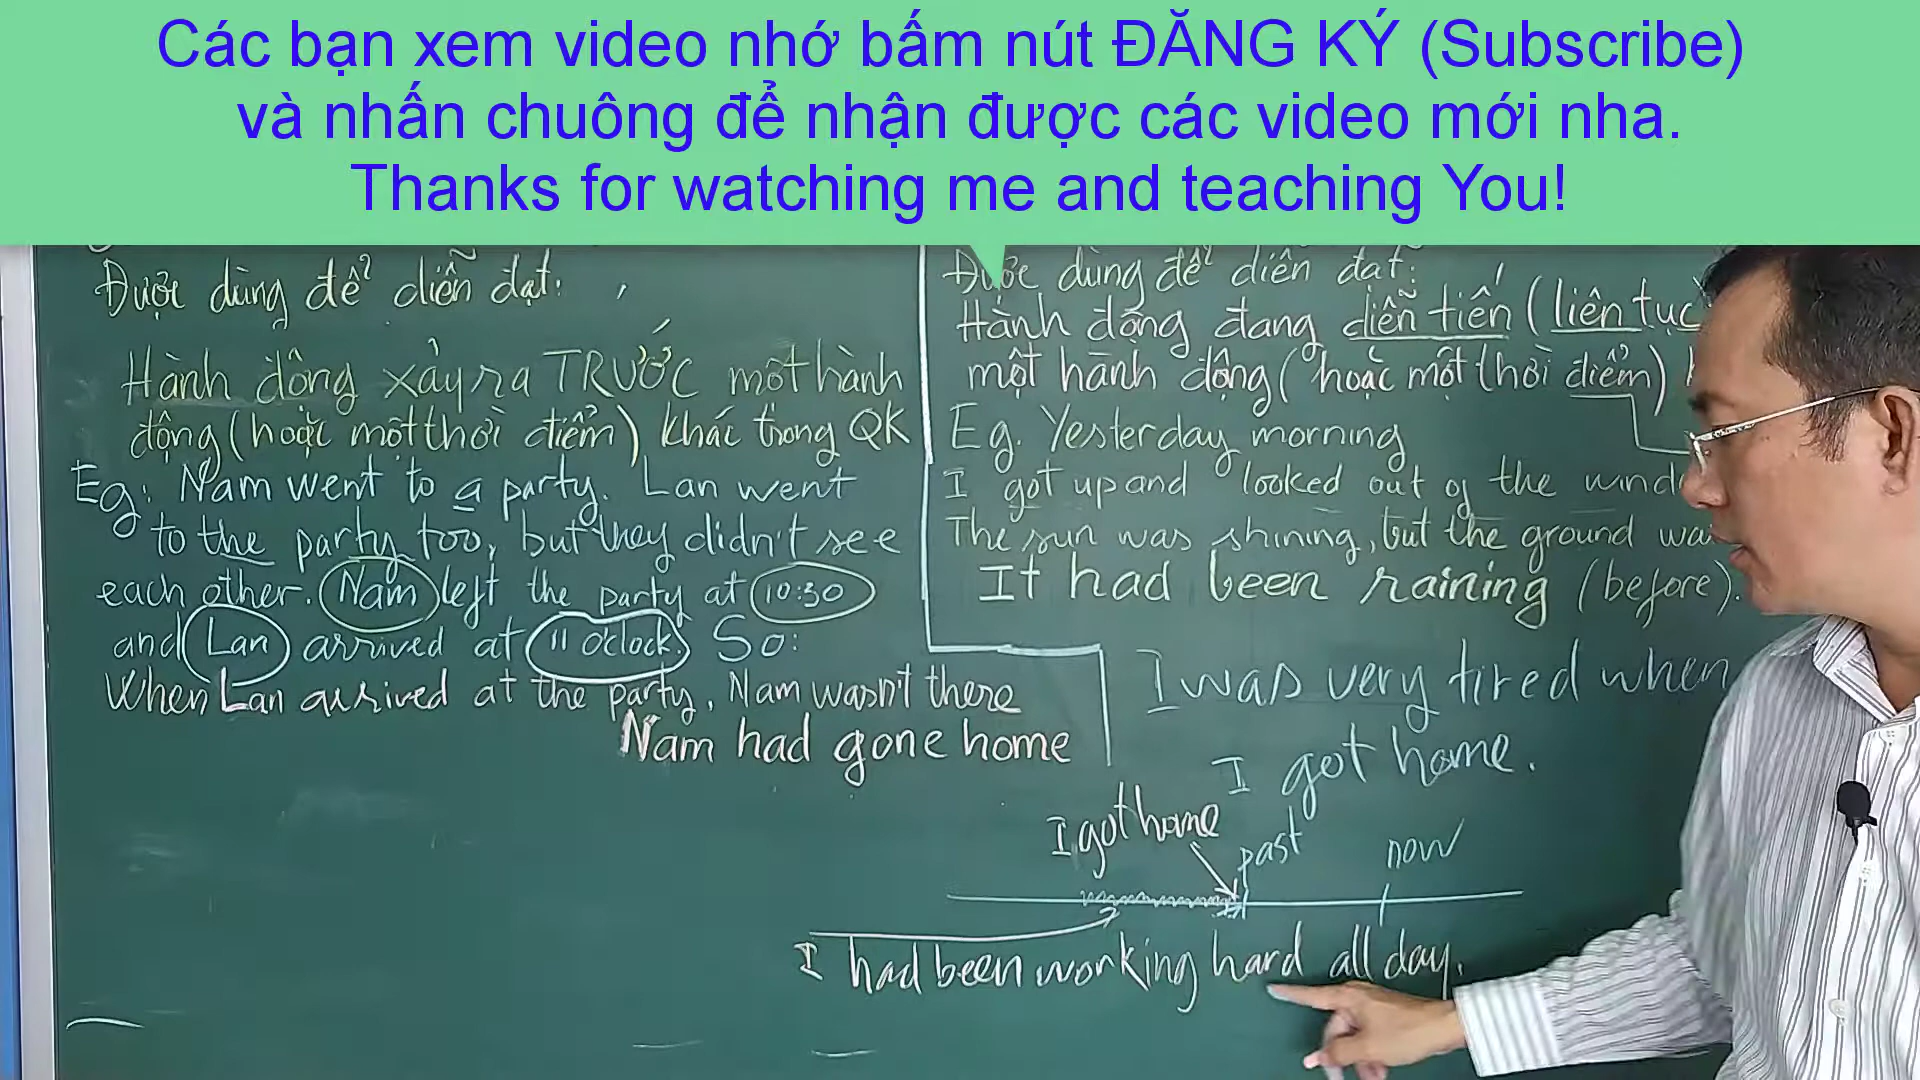 Các bạn xem video nhớ bấm nút ĐĂNG KÝ (Subscribe)
và nhấn chuông để nhận được các video mới nha.
Thanks for watching me and teaching You!
Được dùng để diễn đạt:
Hành động xảy ra TRƯỚC một hành
động (hoặc một thời điểm) khác trong QK
Eg: Nam went to a party. Lan went
to the party too, but they didn't see
each other. Nam left the party at 10:30
and Lan arrived at 11 o'clock. So:
When Lan arrived at the party, Nam wasn't there
Nam had gone home
Được dùng để diễn đạt:
Hành động đang diễn tiến (liên tục)
một hành động (hoặc một thời điểm)
Eg. Yesterday morning
I got up and looked out of the
The sun was shining, but the ground
It had been raining (before).
I was very tired when
I got home.
I got home
past
now
I had been working hard all day.